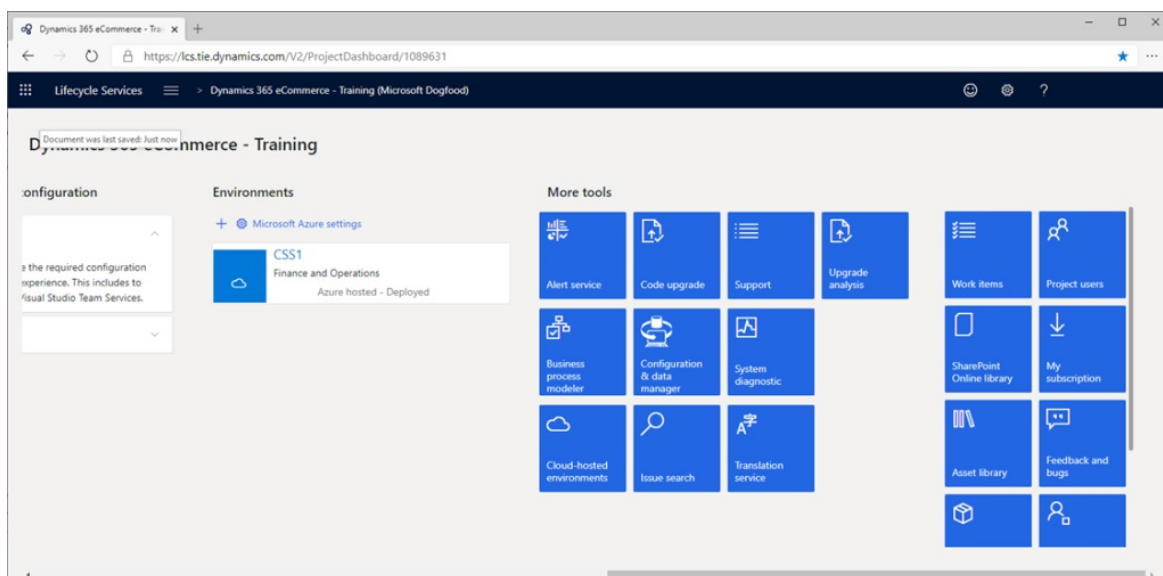 Dynamics 365 eCommerce - Trai
https://lcs.tie.dynamics.com/V2/ProjectDashboard/1089631
Lifecycle Services > Dynamics 365 eCommerce - Training (Microsoft Dogfood)
Document was last saved: Just now
nmerce - Training
onfiguration
e the required configuration
xperience. This includes to
isual Studio Team Services.
Environments
Microsoft Azure settings
CSS1
Finance and Operations
Azure hosted - Deployed
More tools
Alert service
Code upgrade
Support
Upgrade
analysis
Business
process
modeler
Configuration
& data
manager
System
diagnostic
Cloud-hosted
environments
Issue search
Translation
service
Work items
Project users
SharePoint
Online library
My
subscription
Asset library
Feedback and
bugs